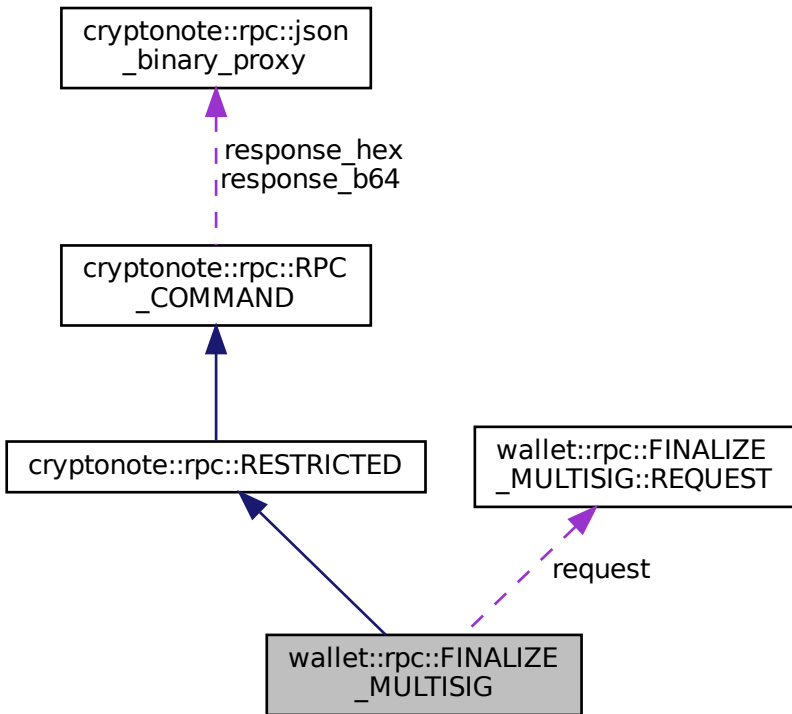 cryptonote::rpc::json
_binary_proxy
response_hex
response_b64
cryptonote::rpc::RPC
_COMMAND
cryptonote::rpc::RESTRICTED
wallet::rpc::FINALIZE
_MULTISIG::REQUEST
request
wallet::rpc::FINALIZE
_MULTISIG